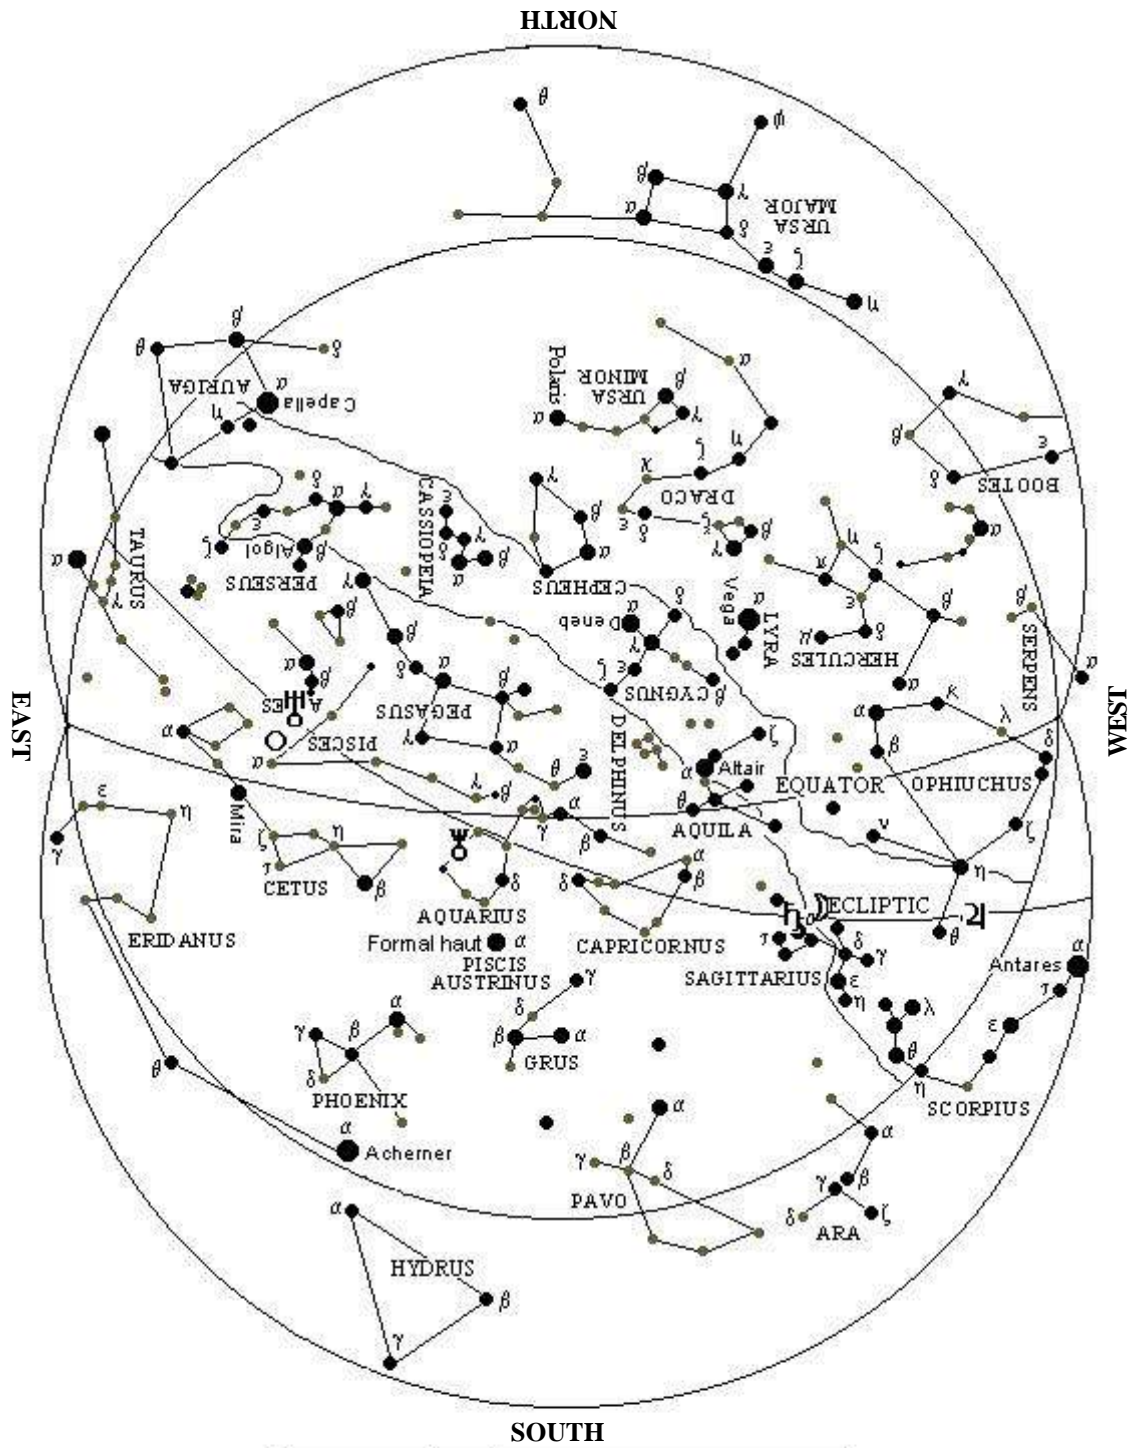 NORTH
θ
φ
β
γ
URSA
MAJOR
α
δ
ε
ζ
η
β
θ
δ
AURIGA
α
Capella
η
Polaris
α
URSA
MINOR
β
γ
α
γ
β
ε
δ
BOOTES
η
ζ
κ
DRACO
ε
δ
ξ
β
γ
CASSIOPEIA
ε
γ
δ
α
β
γ
β
α
CEPHEUS
δ
α
γ
ε
Algol
β
ζ
PERSEUS
TAURUS
α
γ
α
η
ζ
π
ε
β
μ
δ
HERCULES
α
β
SERPENS
α
Vega
α
LYRA
Deneb
α
δ
γ
ε
ζ
β
CYGNUS
γ
β
δ
α
β
PEGASUS
γ
β
α
β
A ES
PISCES
α
EAST
WEST
α
κ
α
β
λ
δ
OPHIUCHUS
EQUATOR
ζ
Altair
α
θ
AQUILA
DELPHINUS
ε
θ
γ
β
α
γ
β
Mira
ε
η
γ
ζ
η
τ
CETUS
β
ν
ζ
η
α
β
δ
δ
AQUARIUS
ERIDANUS
ECLIPTIC
θ
CAPRICORNUS
Formal haut α
PISCIS
AUSTRINUS
τ
σ
δ
γ
SAGITTARIUS
ε
η
Antares
α
τ
λ
ε
θ
η
SCORPIUS
γ
δ
β
α
GRUS
α
γ
β
δ
PHOENIX
θ
α
Acherner
α
γ
β
δ
PAVO
α
γ
β
δ
ζ
ARA
α
HYDRUS
β
γ
SOUTH